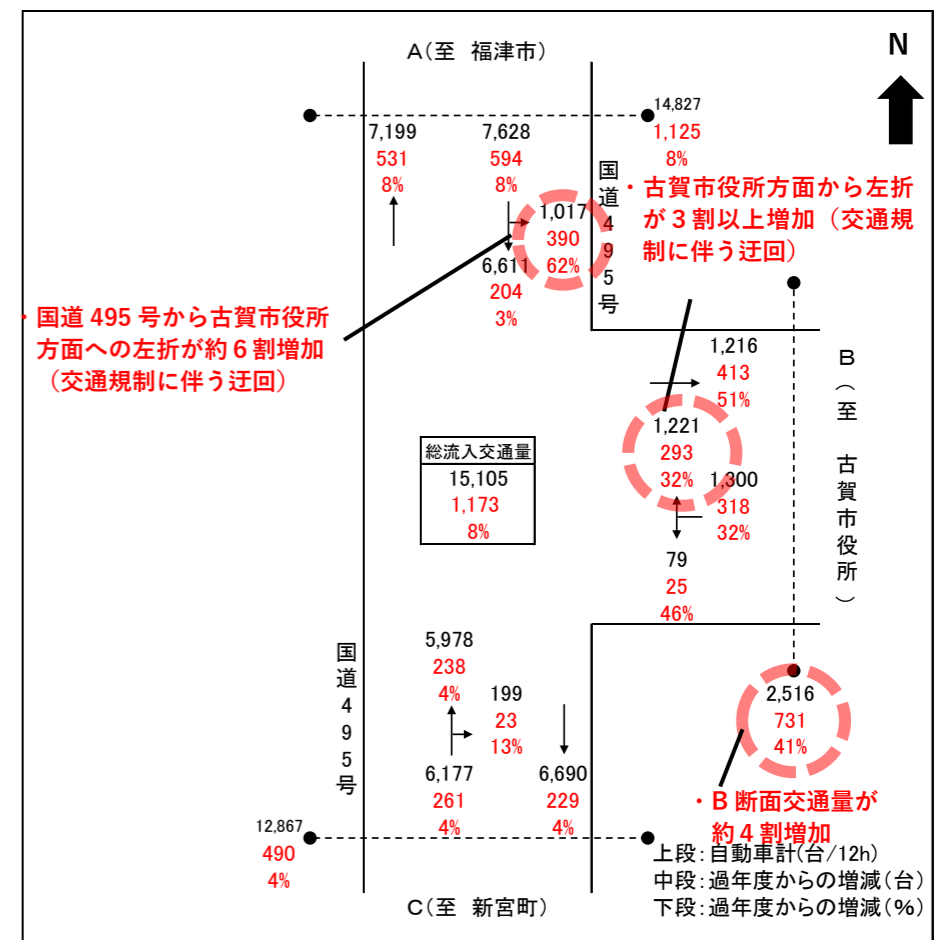 A(至 福津市)
N
7,199
531
8%
7,628
594
8%
14,827
1,125
8%
国道495号
1,017
390
62%
6,611
204
3%
・古賀市役所方面から左折
が3割以上増加(交通規
制に伴う迂回)
・国道 495 号から古賀市役所
方面への左折が約6割増加
(交通規制に伴う迂回)
1,216
413
51%
B(至 古賀市役所)
1,221
293
32%
1,300
318
32%
79
25
46%
総流入交通量
15,105
1,173
8%
国道495号
5,978
238
4%
199
23
13%
6,177
261
4%
6,690
229
4%
2,516
731
41%
・B 断面交通量が
約4割増加
12,867
490
4%
C(至 新宮町)
上段:自動車計(台/12h)
中段:過年度からの増減(台)
下段:過年度からの増減(%)